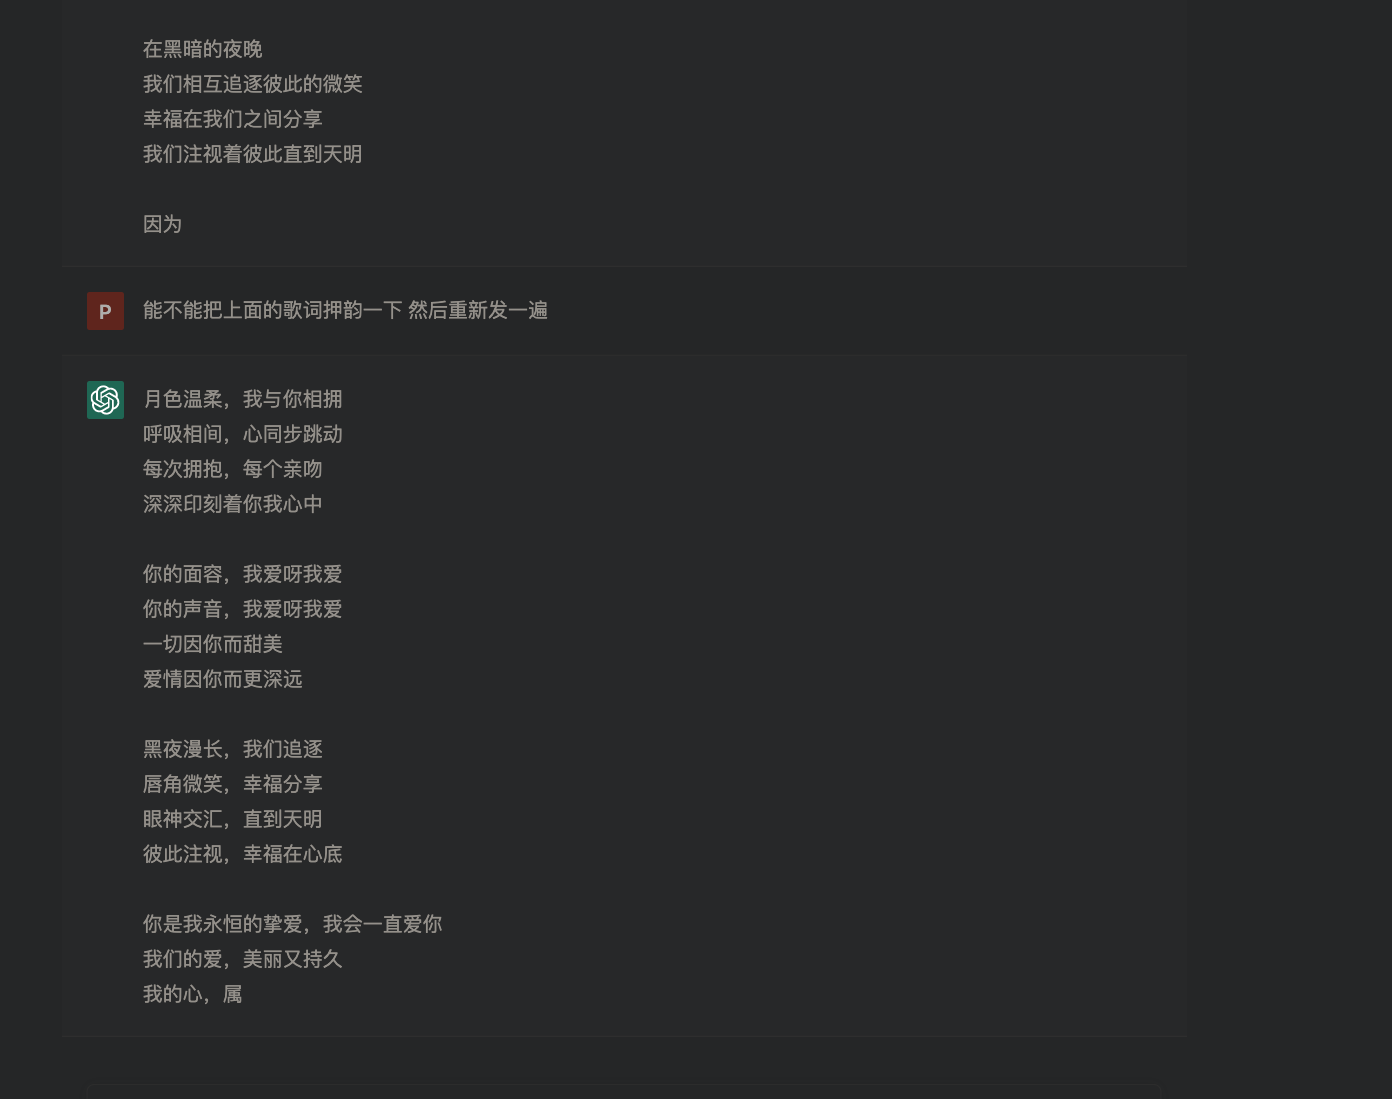 在黑暗的夜晚
我们相互追逐彼此的微笑
幸福在我们之间分享
我们注视着彼此直到天明
因为
P
能不能把上面的歌词押韵一下 然后重新发一遍
月色温柔，我与你相拥
呼吸相间，心同步跳动
每次拥抱，每个亲吻
深深印刻着你我心中
你的面容，我爱呀我爱
你的声音，我爱呀我爱
一切因你而甜美
爱情因你而更深远
黑夜漫长，我们追逐
唇角微笑，幸福分享
眼神交汇，直到天明
彼此注视，幸福在心底
你是我永恒的挚爱，我会一直爱你
我们的爱，美丽又持久
我的心，属